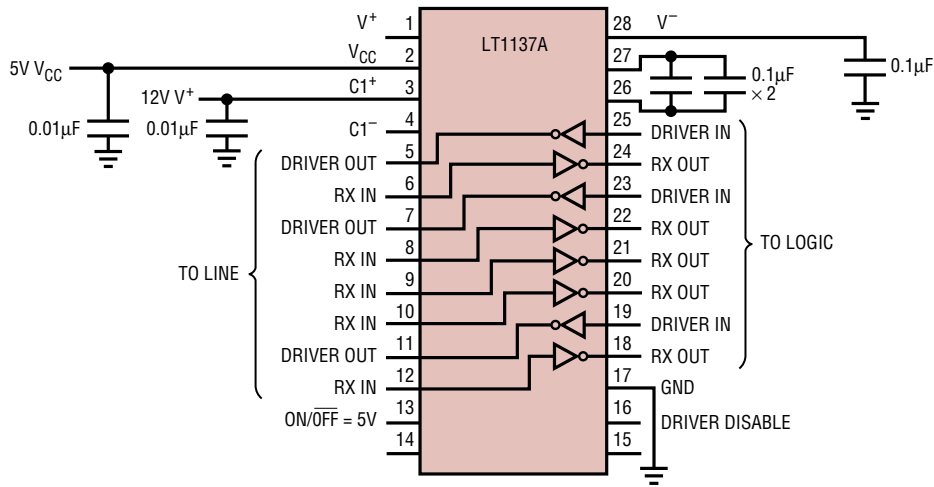 LT1137A
V+ 1
VCC 2
5V VCC
C1+ 3
12V V+
0.01µF
0.01µF
C1– 4
DRIVER OUT 5
RX IN 6
DRIVER OUT 7
RX IN 8
TO LINE
RX IN 9
RX IN 10
DRIVER OUT 11
RX IN 12
ON/OFF = 5V 13
14
28 V–
27
0.1µF
× 2
0.1µF
26
25 DRIVER IN
24 RX OUT
23 DRIVER IN
22 RX OUT
TO LOGIC
21 RX OUT
20 RX OUT
19 DRIVER IN
18 RX OUT
17 GND
16 DRIVER DISABLE
15